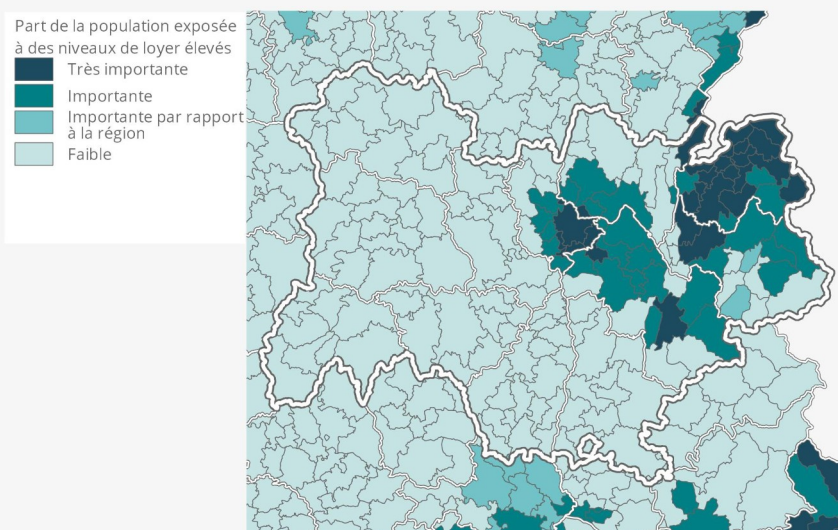 Part de la population exposée
à des niveaux de loyer élevés
Très importante
Importante
Importante par rapport
à la région
Faible